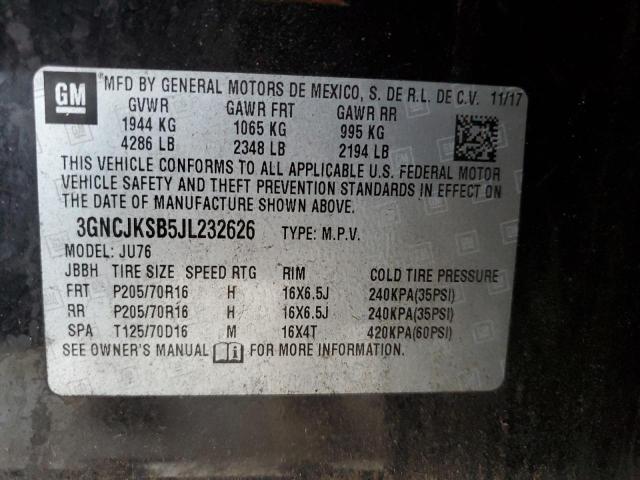 GM ® MFD BY GENERAL MOTORS DE MEXICO, S. DE R.L. DE C.V. 11/17
GVWR GAWR FRT GAWR RR
1944 KG 1065 KG 995 KG
4286 LB 2348 LB 2194 LB
THIS VEHICLE CONFORMS TO ALL APPLICABLE U.S. FEDERAL MOTOR
VEHICLE SAFETY AND THEFT PREVENTION STANDARDS IN EFFECT ON
THE DATE OF MANUFACTURE SHOWN ABOVE.
3GNCJKSB5JL232626 TYPE: M.P.V.
MODEL: JU76
JBBH TIRE SIZE SPEED RTG RIM COLD TIRE PRESSURE
FRT P205/70R16 H 16X6.5J 240KPA(35PSI)
RR P205/70R16 H 16X6.5J 240KPA(35PSI)
SPA T125/70D16 M 16X4T 420KPA(60PSI)
SEE OWNER'S MANUAL FOR MORE INFORMATION.